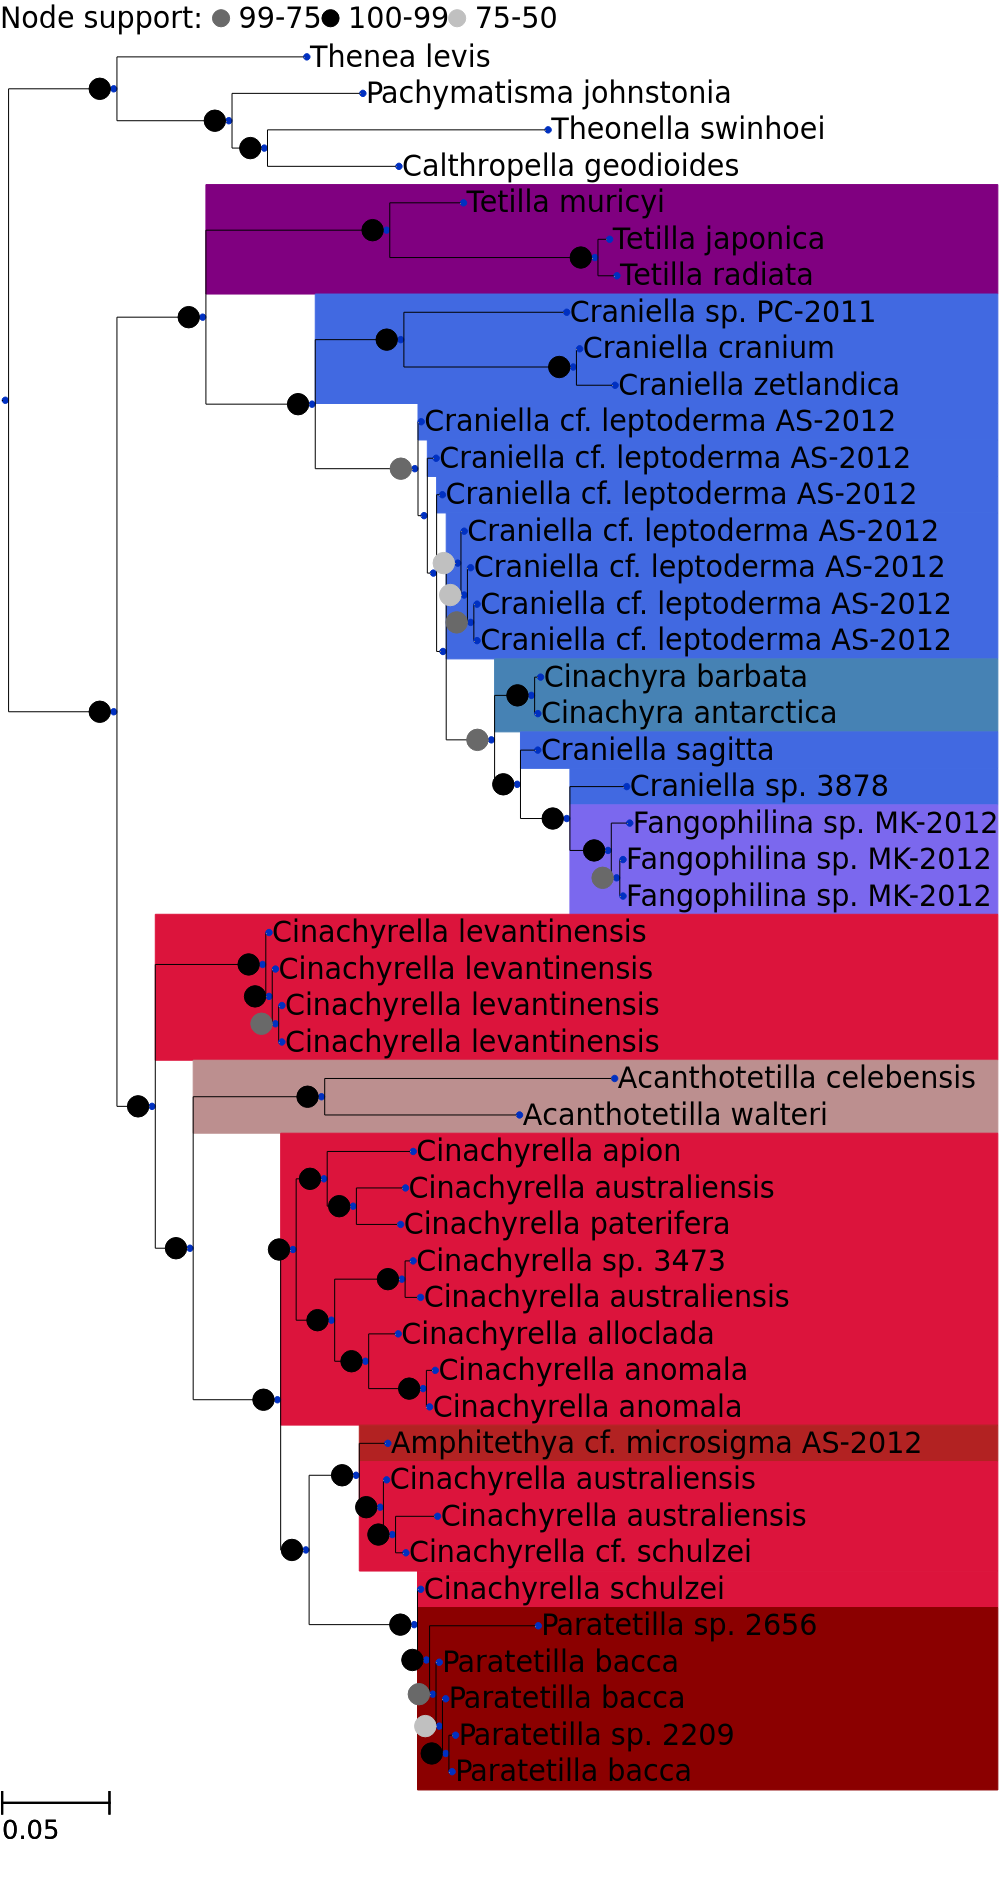 Node support: 99-75 100-99 75-50
Thenea levis
Pachymatisma johnstonia
Theonella swinhoei
Calthropella geodioides
Tetilla muricyi
Tetilla japonica
Tetilla radiata
Craniella sp. PC-2011
Craniella cranium
Craniella zetlandica
Craniella cf. leptoderma AS-2012
Craniella cf. leptoderma AS-2012
Craniella cf. leptoderma AS-2012
Craniella cf. leptoderma AS-2012
Craniella cf. leptoderma AS-2012
Craniella cf. leptoderma AS-2012
Craniella cf. leptoderma AS-2012
Cinachyra barbata
Cinachyra antarctica
Craniella sagitta
Craniella sp. 3878
Fangophilina sp. MK-2012
Fangophilina sp. MK-2012
Fangophilina sp. MK-2012
Cinachyrella levantinensis
Cinachyrella levantinensis
Cinachyrella levantinensis
Cinachyrella levantinensis
Acanthotetilla celebensis
Acanthotetilla walteri
Cinachyrella apion
Cinachyrella australiensis
Cinachyrella paterifera
Cinachyrella sp. 3473
Cinachyrella australiensis
Cinachyrella alloclada
Cinachyrella anomala
Cinachyrella anomala
Amphitethya cf. microsigma AS-2012
Cinachyrella australiensis
Cinachyrella australiensis
Cinachyrella cf. schulzei
Cinachyrella schulzei
Paratetilla sp. 2656
Paratetilla bacca
Paratetilla bacca
Paratetilla sp. 2209
Paratetilla bacca
0.05